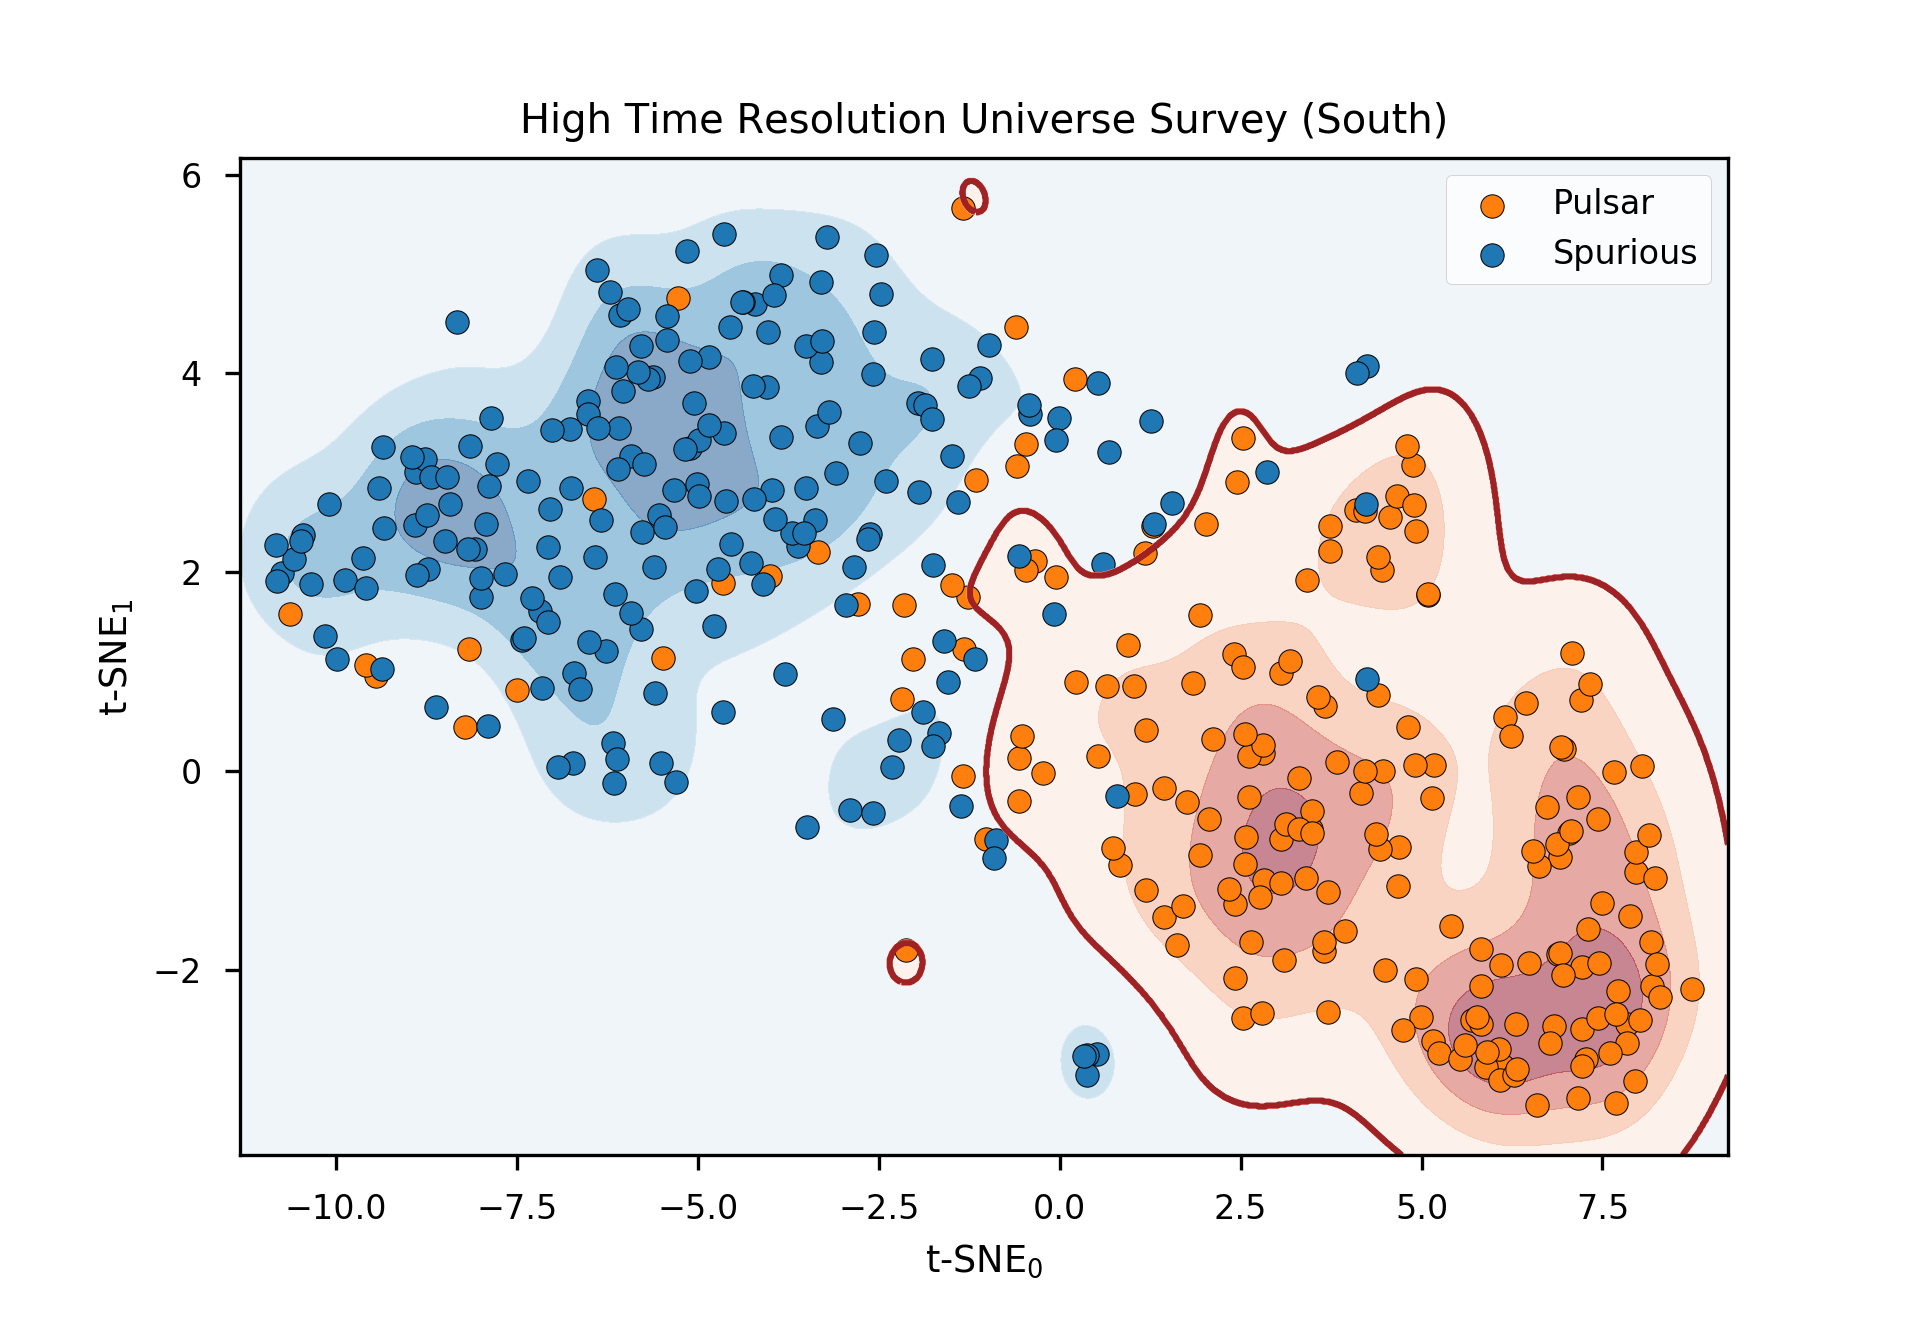 High Time Resolution Universe Survey (South)
Pulsar
Spurious
6
4
2
0
−2
t-SNE₁
−10.0 −7.5 −5.0 −2.5 0.0 2.5 5.0 7.5
t-SNE₀